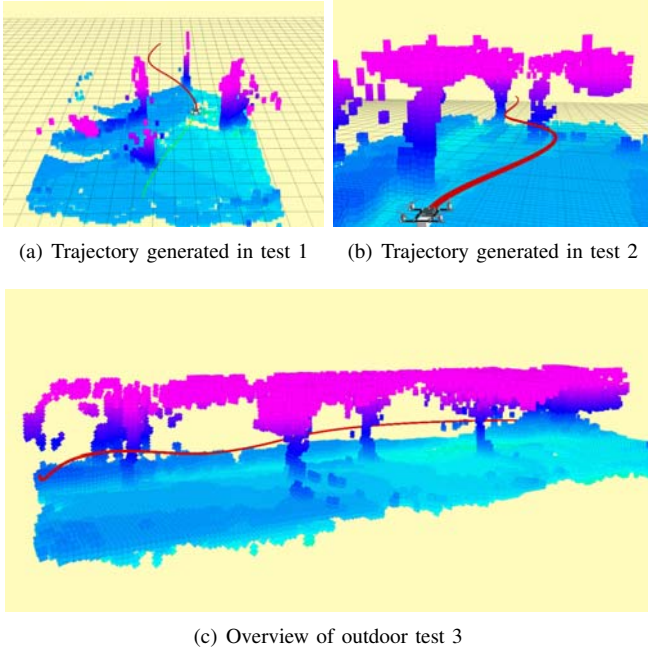 (a) Trajectory generated in test 1
(b) Trajectory generated in test 2
(c) Overview of outdoor test 3